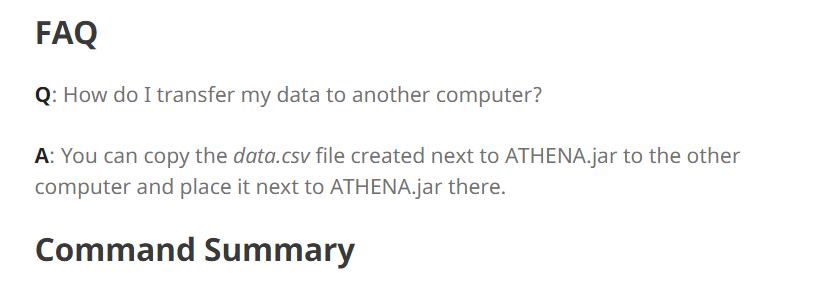 FAQ
Q: How do I transfer my data to another computer?
A: You can copy the data.csv file created next to ATHENA.jar to the other
computer and place it next to ATHENA.jar there.
Command Summary